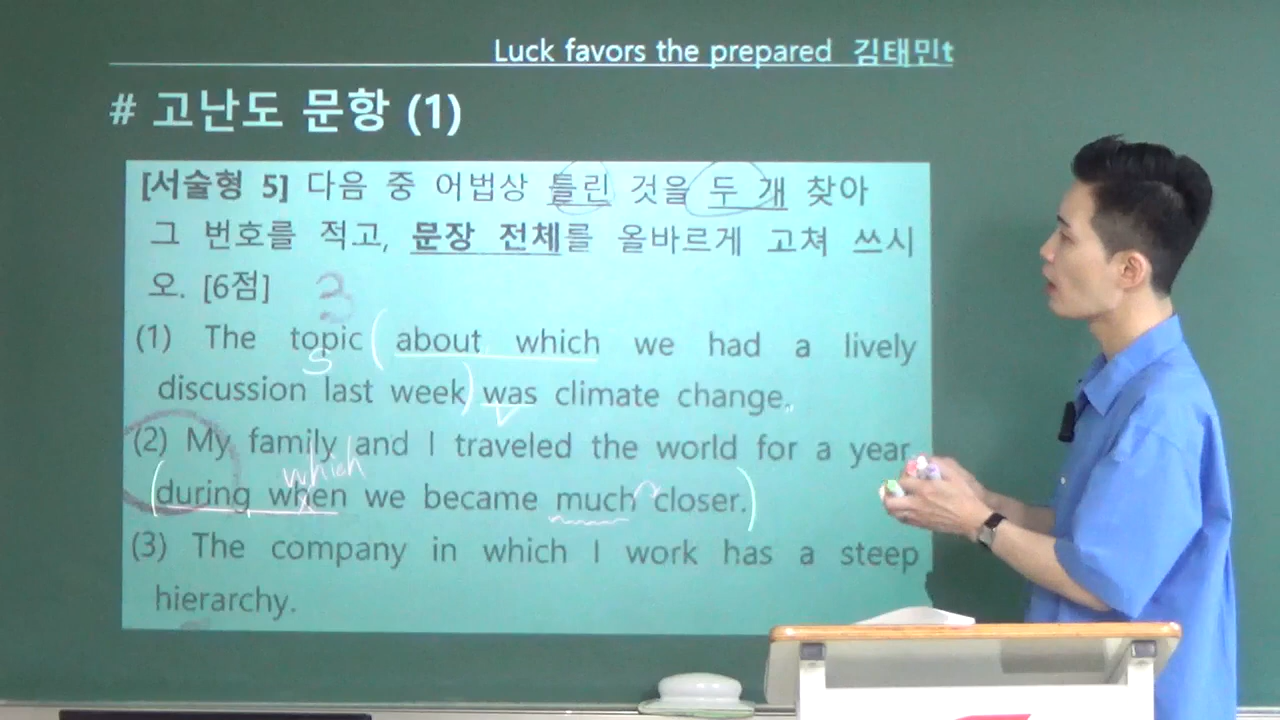 Luck favors the prepared 김태민t
# 고난도 문항 (1)
[서술형 5] 다음 중 어법상 틀린 것을 두 개 찾아
그 번호를 적고, 문장 전체를 올바르게 고쳐 쓰시
오. [6점] 3
(1) The topic ( about which we had a lively
S
discussion last week) was climate change.
V
(2) My family and I traveled the world for a year,
which
(during when we became much closer.)
(3) The company in which I work has a steep
hierarchy.